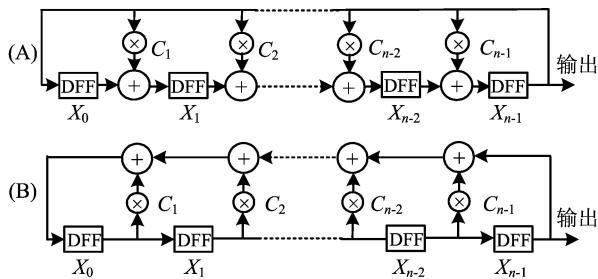 (A)
C₁ C₂ Cₙ₋₂ Cₙ₋₁
DFF DFF DFF DFF 输出
X₀ X₁ Xₙ₋₂ Xₙ₋₁
(B)
C₁ C₂ Cₙ₋₂ Cₙ₋₁
DFF DFF DFF DFF 输出
X₀ X₁ Xₙ₋₂ Xₙ₋₁